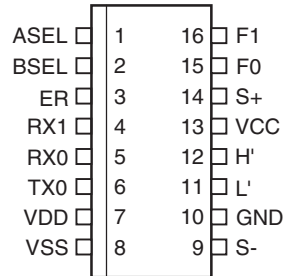 ASEL 1 16 F1
BSEL 2 15 F0
ER 3 14 S+
RX1 4 13 VCC
RX0 5 12 H'
TX0 6 11 L'
VDD 7 10 GND
VSS 8 9 S-